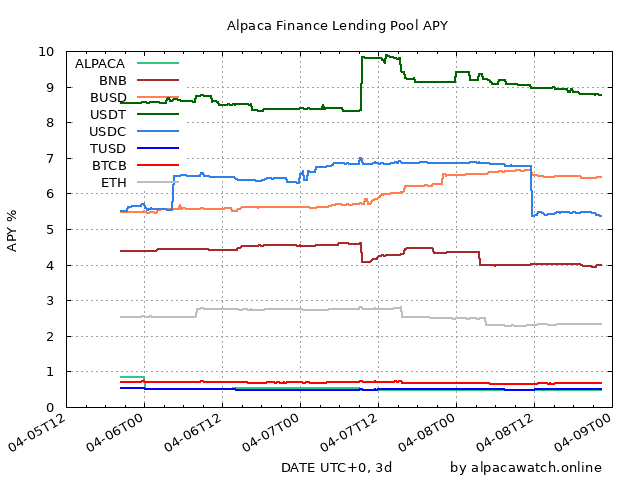 Alpaca Finance Lending Pool APY
10
9
8
7
6
5
4
3
2
1
0
APY %
ALPACA
BNB
BUSD
USDT
USDC
TUSD
BTCB
ETH
04-05T12
04-06T00
04-06T12
04-07T00
04-07T12
04-08T00
04-08T12
04-09T00
DATE UTC+0, 3d
by alpacawatch.online